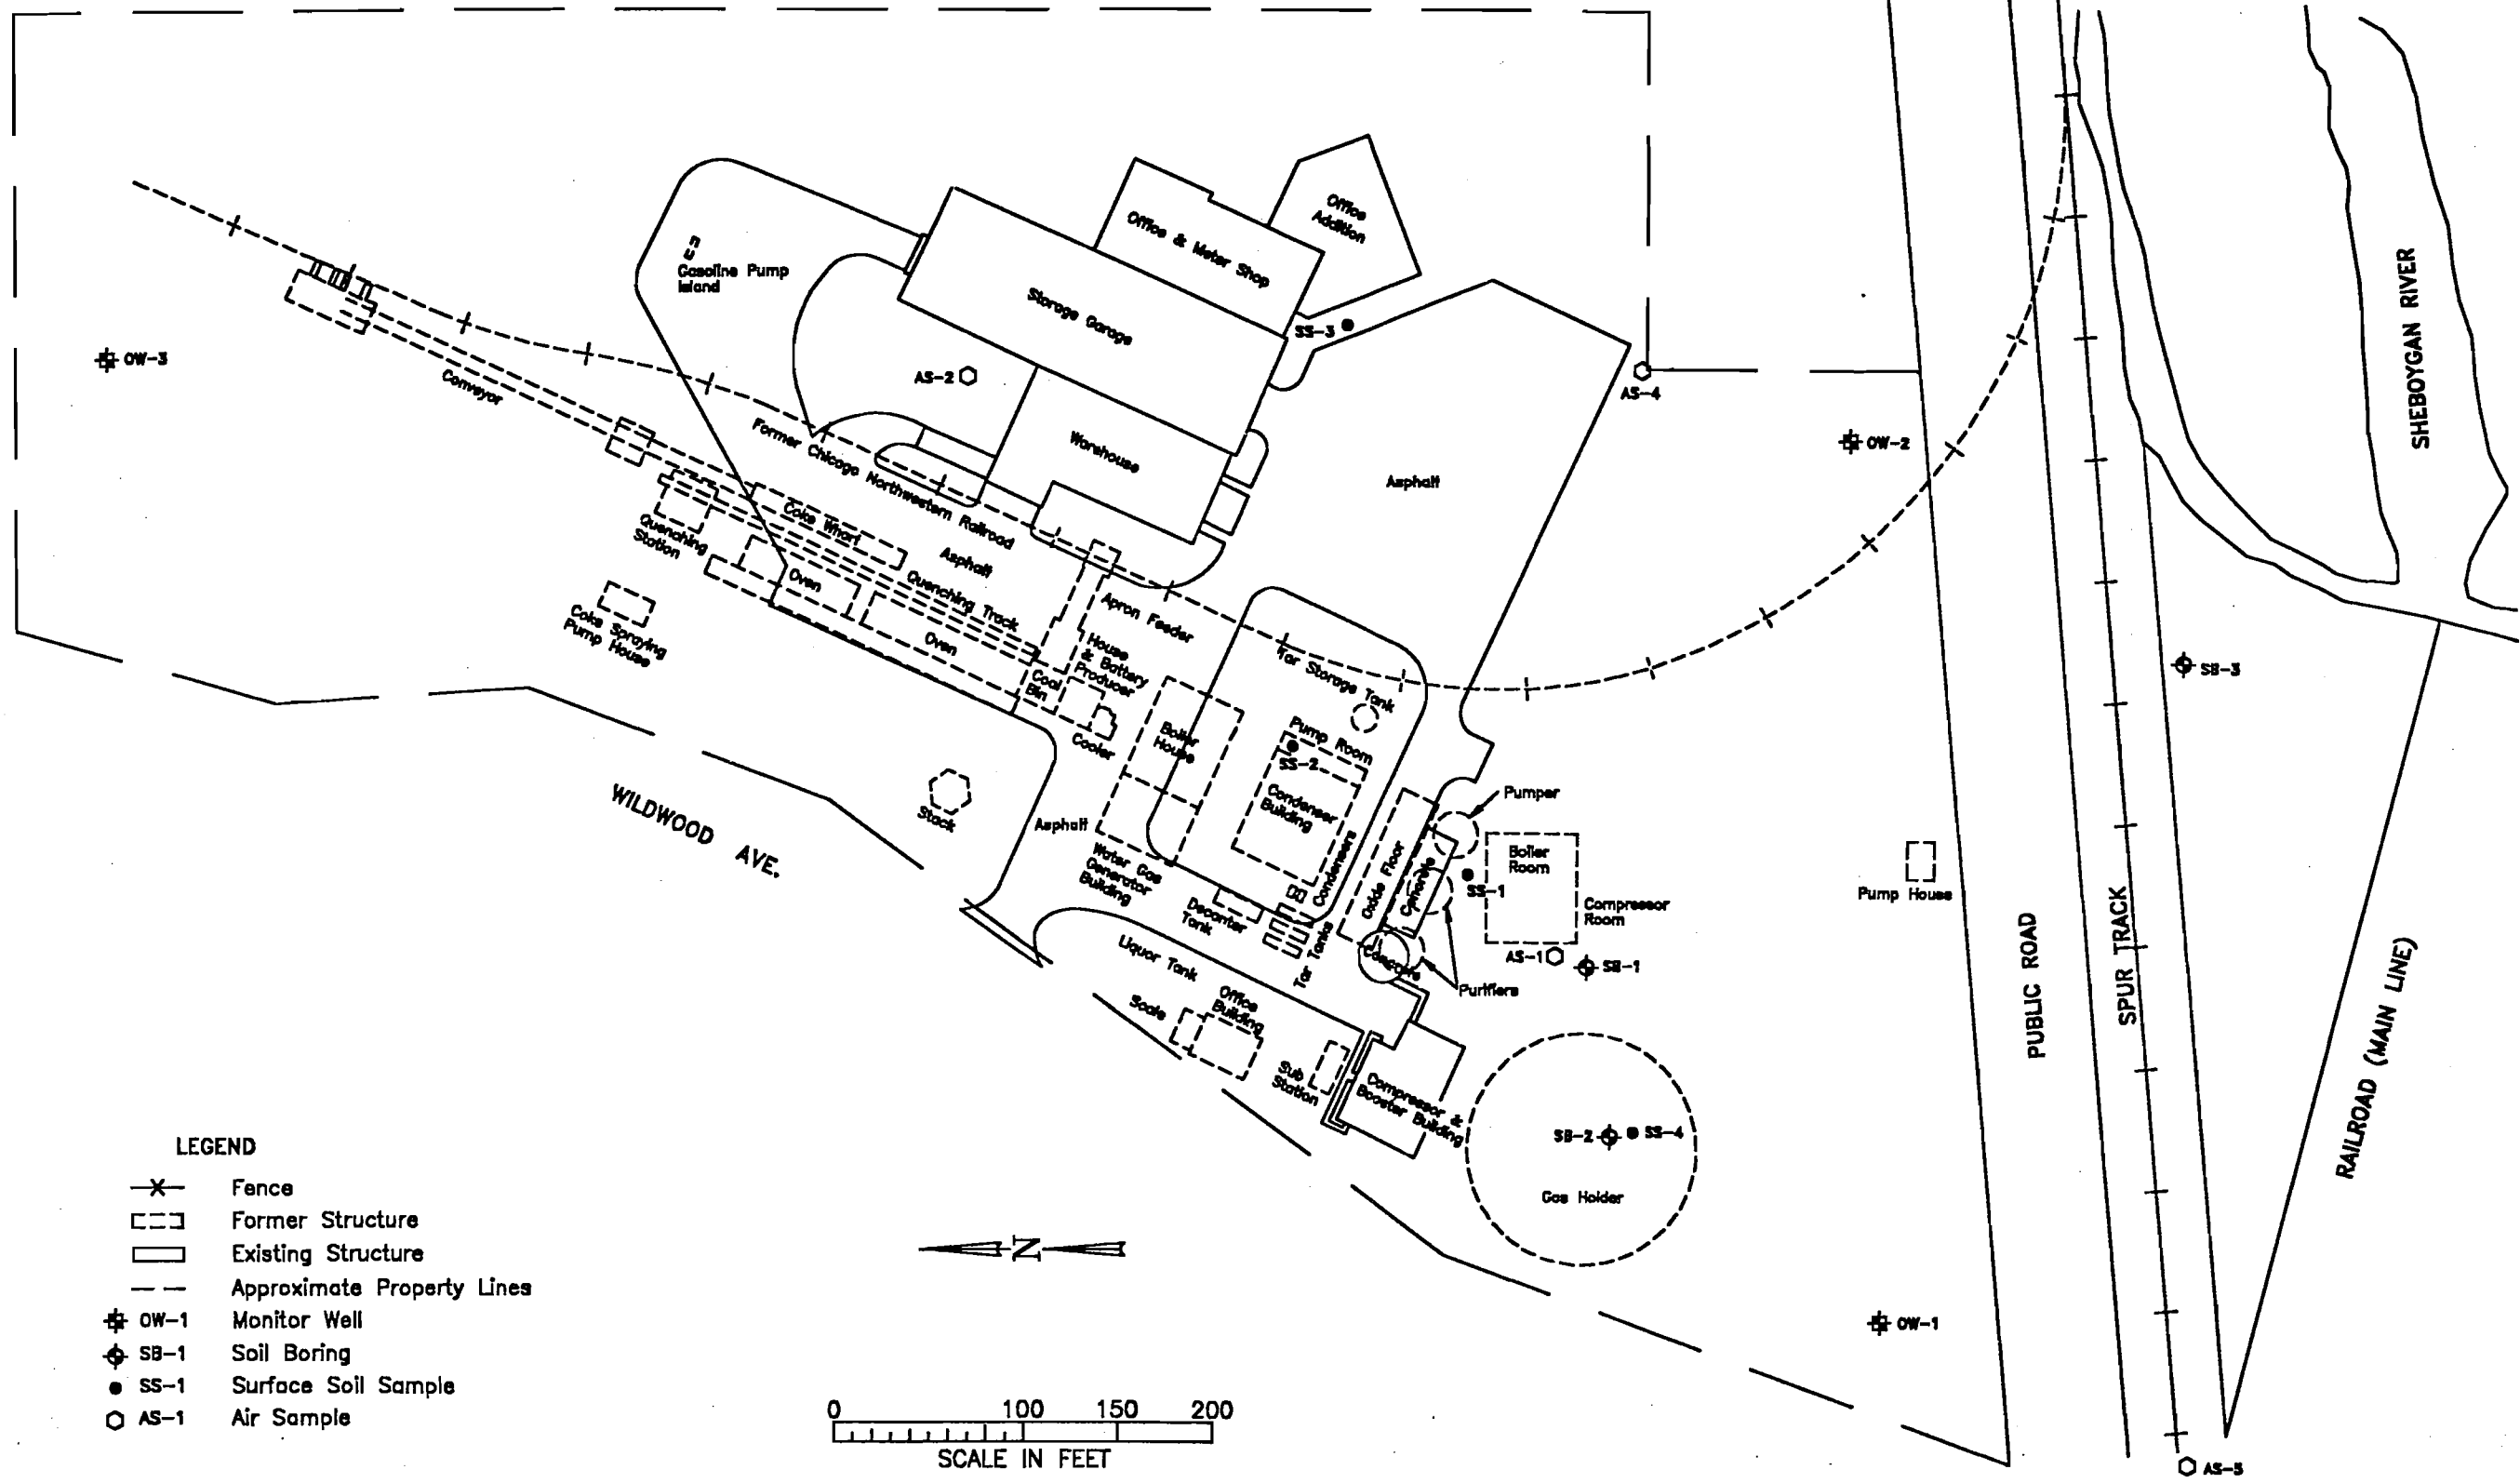 Office
Addition
Office & Meter Shop
Gasoline Pump
Island
Storage Garage
SS-3
OW-3
AS-2
Conveyor
AS-4
OW-2
SHEBOYGAN RIVER
Former Chicago Northwestern Railroad
Warehouse
Asphalt
Coke Wharf
Quenching
Station
Asphalt
Oven
Quenching Track
Apron Feeder
Coke Spraying
Pump House
Oven
House
& Battery
Producer
Coal
Bin
Tar Storage Tank
SB-3
Cooler
Boiler
House
Pump Room
SS-2
WILDWOOD AVE.
Stack
Asphalt
Condenser
Building
Pumper
Water Gas
Generator
Building
Condensers
Oxide Floor
Concrete
SS-1
Boiler
Room
Compressor
Room
Pump House
Decanter
Tank
Tar Tanks
Concrete
AS-1
SB-1
Purifiers
Liquor Tank
PUBLIC ROAD
SPUR TRACK
RAILROAD (MAIN LINE)
Scale
Office
Building
Sub
Station
Compressor &
Booster Building
SB-2
SS-4
Gas Holder
N
OW-1
AS-5
LEGEND
Fence
Former Structure
Existing Structure
Approximate Property Lines
OW-1 Monitor Well
SB-1 Soil Boring
SS-1 Surface Soil Sample
AS-1 Air Sample
0 100 150 200
SCALE IN FEET